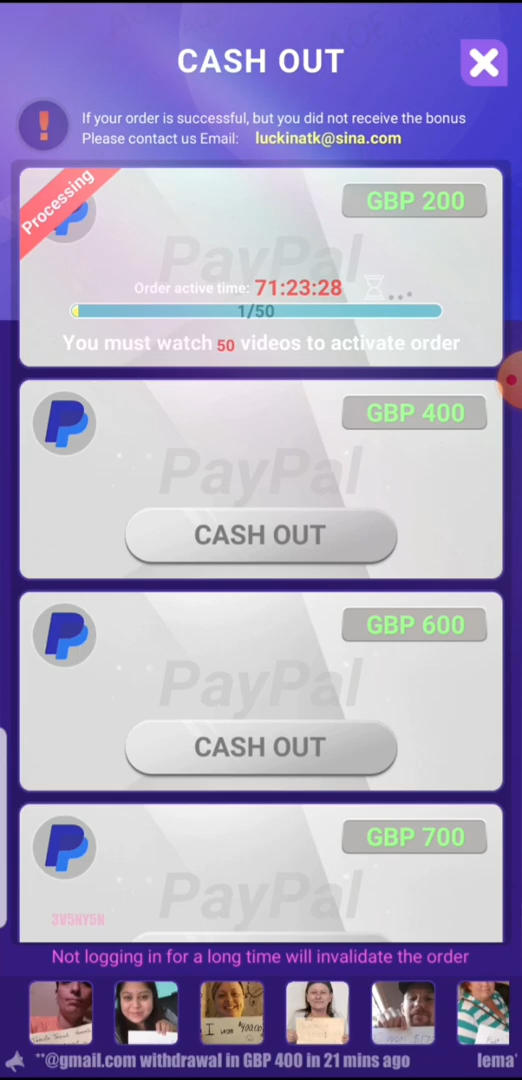 CASH OUT
If your order is successful, but you did not receive the bonus
Please contact us Email: luckinatk@sina.com
Processing
GBP 200
PayPal
Order active time: 71:23:28
1/50
You must watch 50 videos to activate order
GBP 400
PayPal
CASH OUT
GBP 600
PayPal
CASH OUT
GBP 700
PayPal
3V5NY5N
Not logging in for a long time will invalidate the order
**@gmail.com withdrawal in GBP 400 in 21 mins ago
lema*